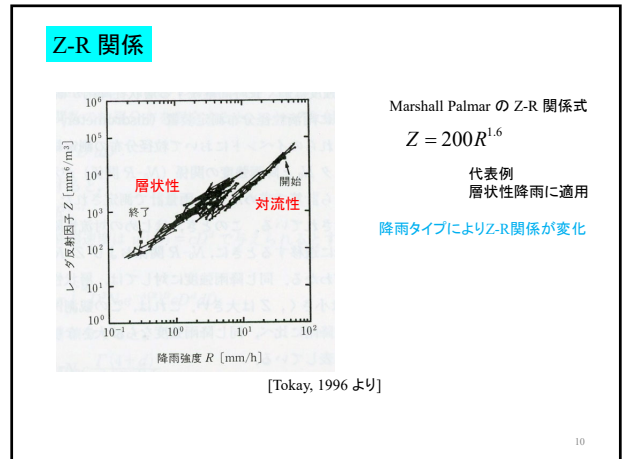 Z-R 関係
Marshall Palmar の Z-R 関係式
Z = 200R^1.6
代表例
層状性降雨に適用
降雨タイプによりZ-R関係が変化
10^6
10^5
10^4
10^3
10^2
10^1
10^0
レーダ反射因子 Z [mm^6/m^3]
層状性
終了
開始
対流性
10^-1
10^0
10^1
10^2
降雨強度 R [mm/h]
[Tokay, 1996 より]
10